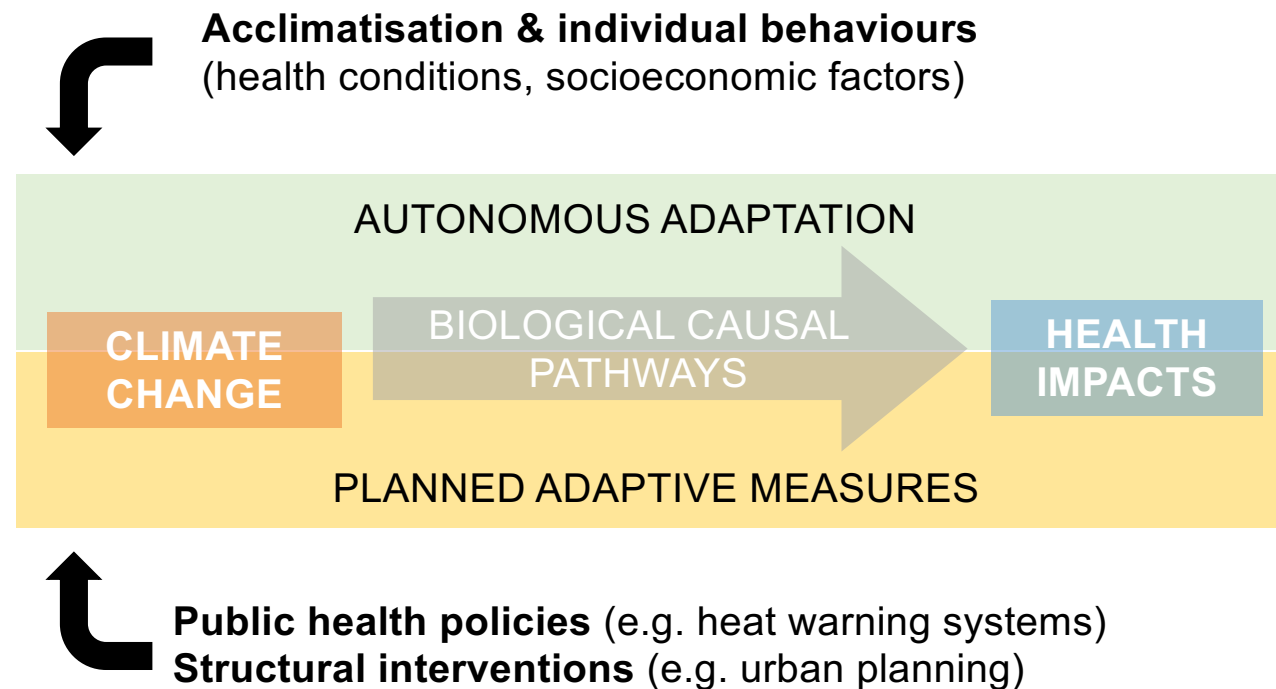 Acclimatisation & individual behaviours
(health conditions, socioeconomic factors)
AUTONOMOUS ADAPTATION
CLIMATE
CHANGE
BIOLOGICAL CAUSAL
PATHWAYS
HEALTH
IMPACTS
PLANNED ADAPTIVE MEASURES
Public health policies (e.g. heat warning systems)
Structural interventions (e.g. urban planning)